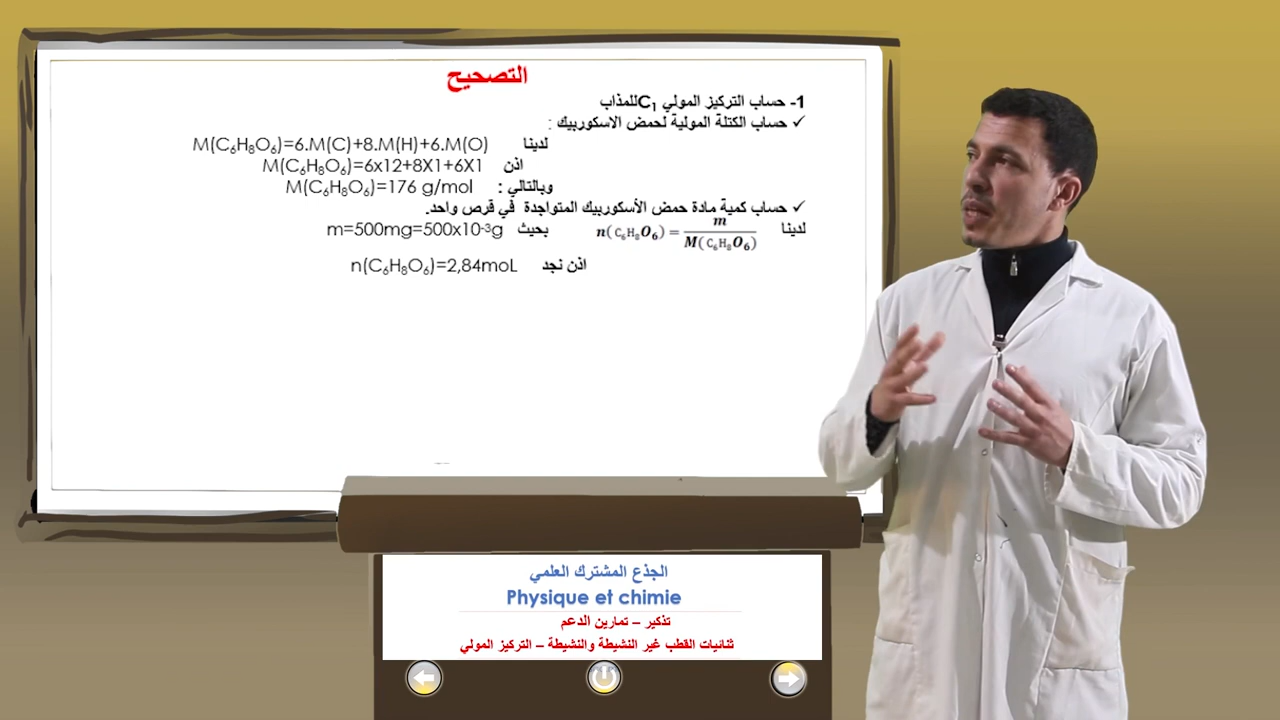 التصحيح
1- حساب التركيز المولي C₁للمذاب
✓ حساب الكتلة المولية لحمض الاسكوربيك :
لدينا M(C₆H₈O₆)=6.M(C)+8.M(H)+6.M(O)
اذن M(C₆H₈O₆)=6x12+8X1+6X1
وبالتالي : M(C₆H₈O₆)=176 g/mol
✓ حساب كمية مادة حمض الأسكوربيك المتواجدة في قرص واحد.
لدينا n(C₆H₈O₆) = m / M(C₆H₈O₆) بحيث m=500mg=500x10⁻³g
اذن نجد n(C₆H₈O₆)=2,84moL
الجذع المشترك العلمي
Physique et chimie
تذكير – تمارين الدعم
ثنائيات القطب غير النشيطة والنشيطة – التركيز المولي